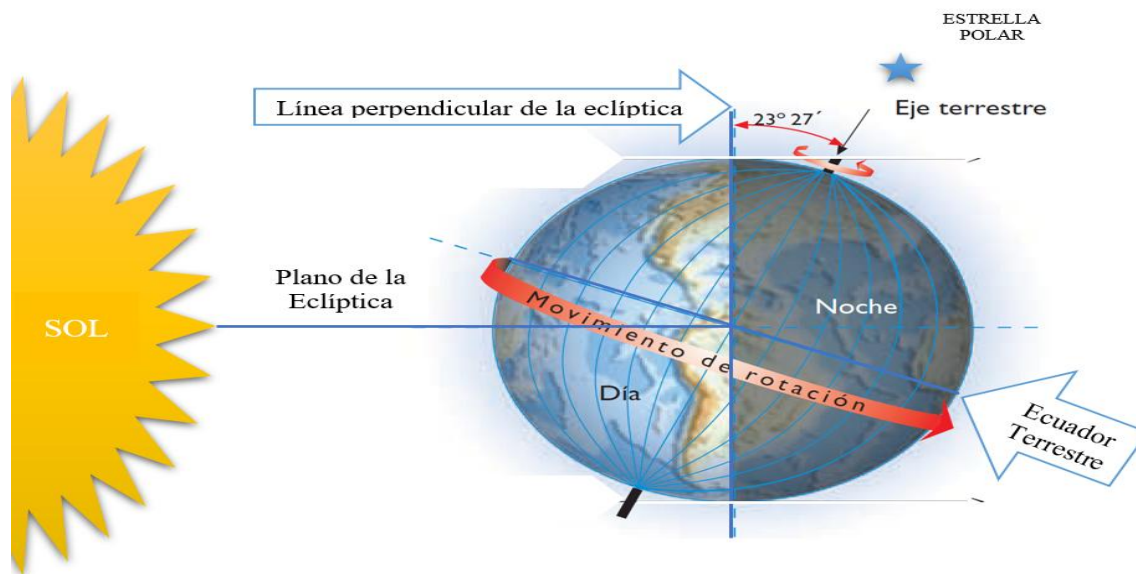 ESTRELLA
POLAR
Línea perpendicular de la eclíptica
23º 27´
Eje terrestre
Plano de la
Eclíptica
SOL
Noche
Movimiento de rotación
Día
Ecuador
Terrestre